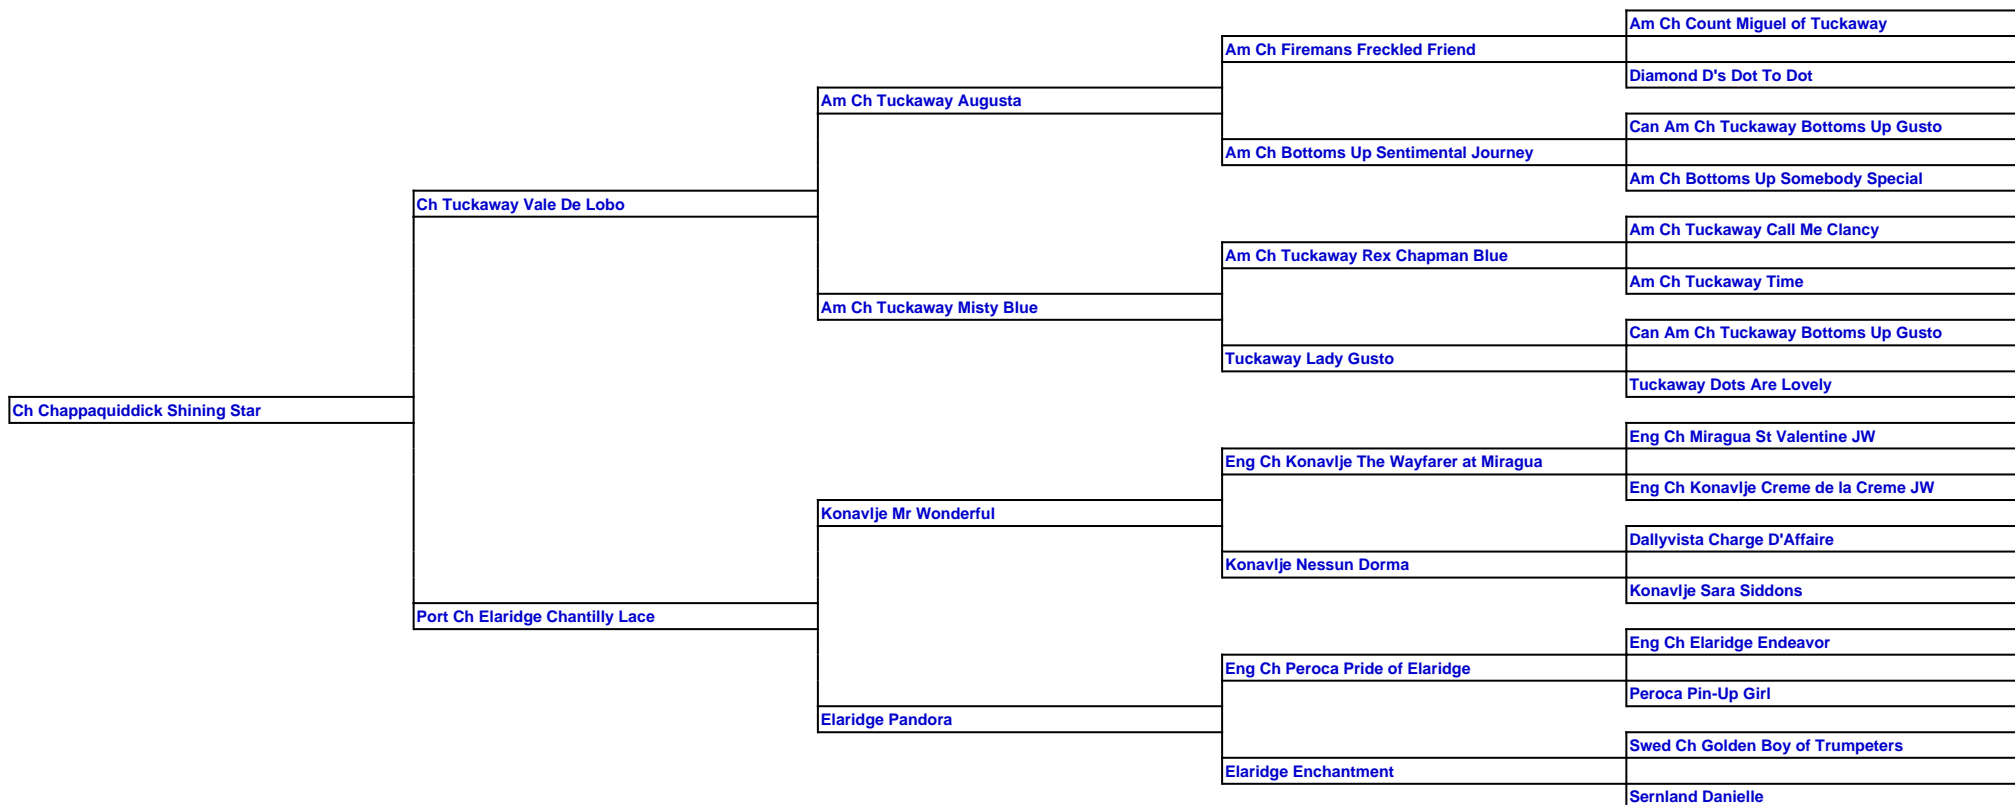 Am Ch Count Miguel of Tuckaway
Am Ch Firemans Freckled Friend
Diamond D's Dot To Dot
Am Ch Tuckaway Augusta
Can Am Ch Tuckaway Bottoms Up Gusto
Am Ch Bottoms Up Sentimental Journey
Am Ch Bottoms Up Somebody Special
Ch Tuckaway Vale De Lobo
Am Ch Tuckaway Call Me Clancy
Am Ch Tuckaway Rex Chapman Blue
Am Ch Tuckaway Time
Am Ch Tuckaway Misty Blue
Can Am Ch Tuckaway Bottoms Up Gusto
Tuckaway Lady Gusto
Tuckaway Dots Are Lovely
Ch Chappaquiddick Shining Star
Eng Ch Miragua St Valentine JW
Eng Ch Konavlje The Wayfarer at Miragua
Eng Ch Konavlje Creme de la Creme JW
Konavlje Mr Wonderful
Dallyvista Charge D'Affaire
Konavlje Nessun Dorma
Konavlje Sara Siddons
Port Ch Elaridge Chantilly Lace
Eng Ch Elaridge Endeavor
Eng Ch Peroca Pride of Elaridge
Peroca Pin-Up Girl
Elaridge Pandora
Swed Ch Golden Boy of Trumpeters
Elaridge Enchantment
Sernland Danielle